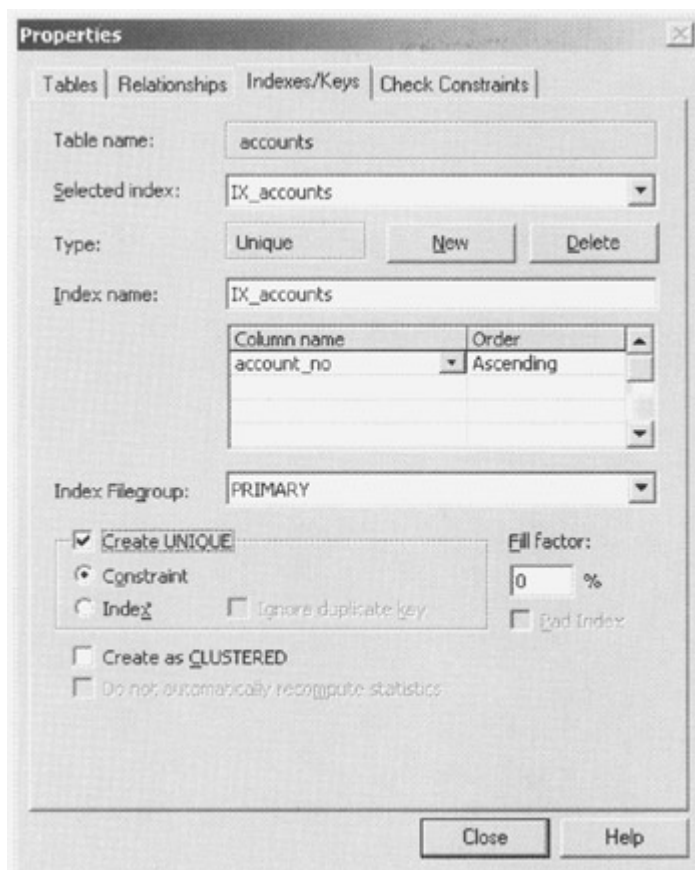 Properties
Tables Relationships Indexes/Keys Check Constraints
Table name: accounts
Selected index: IX_accounts
Type: Unique New Delete
Index name: IX_accounts
Column name Order
account_no Ascending
Index Filegroup: PRIMARY
Create UNIQUE Fill factor:
Constraint 0 %
Index Ignore duplicate key Pad Index
Create as CLUSTERED
Do not automatically recompute statistics
Close Help